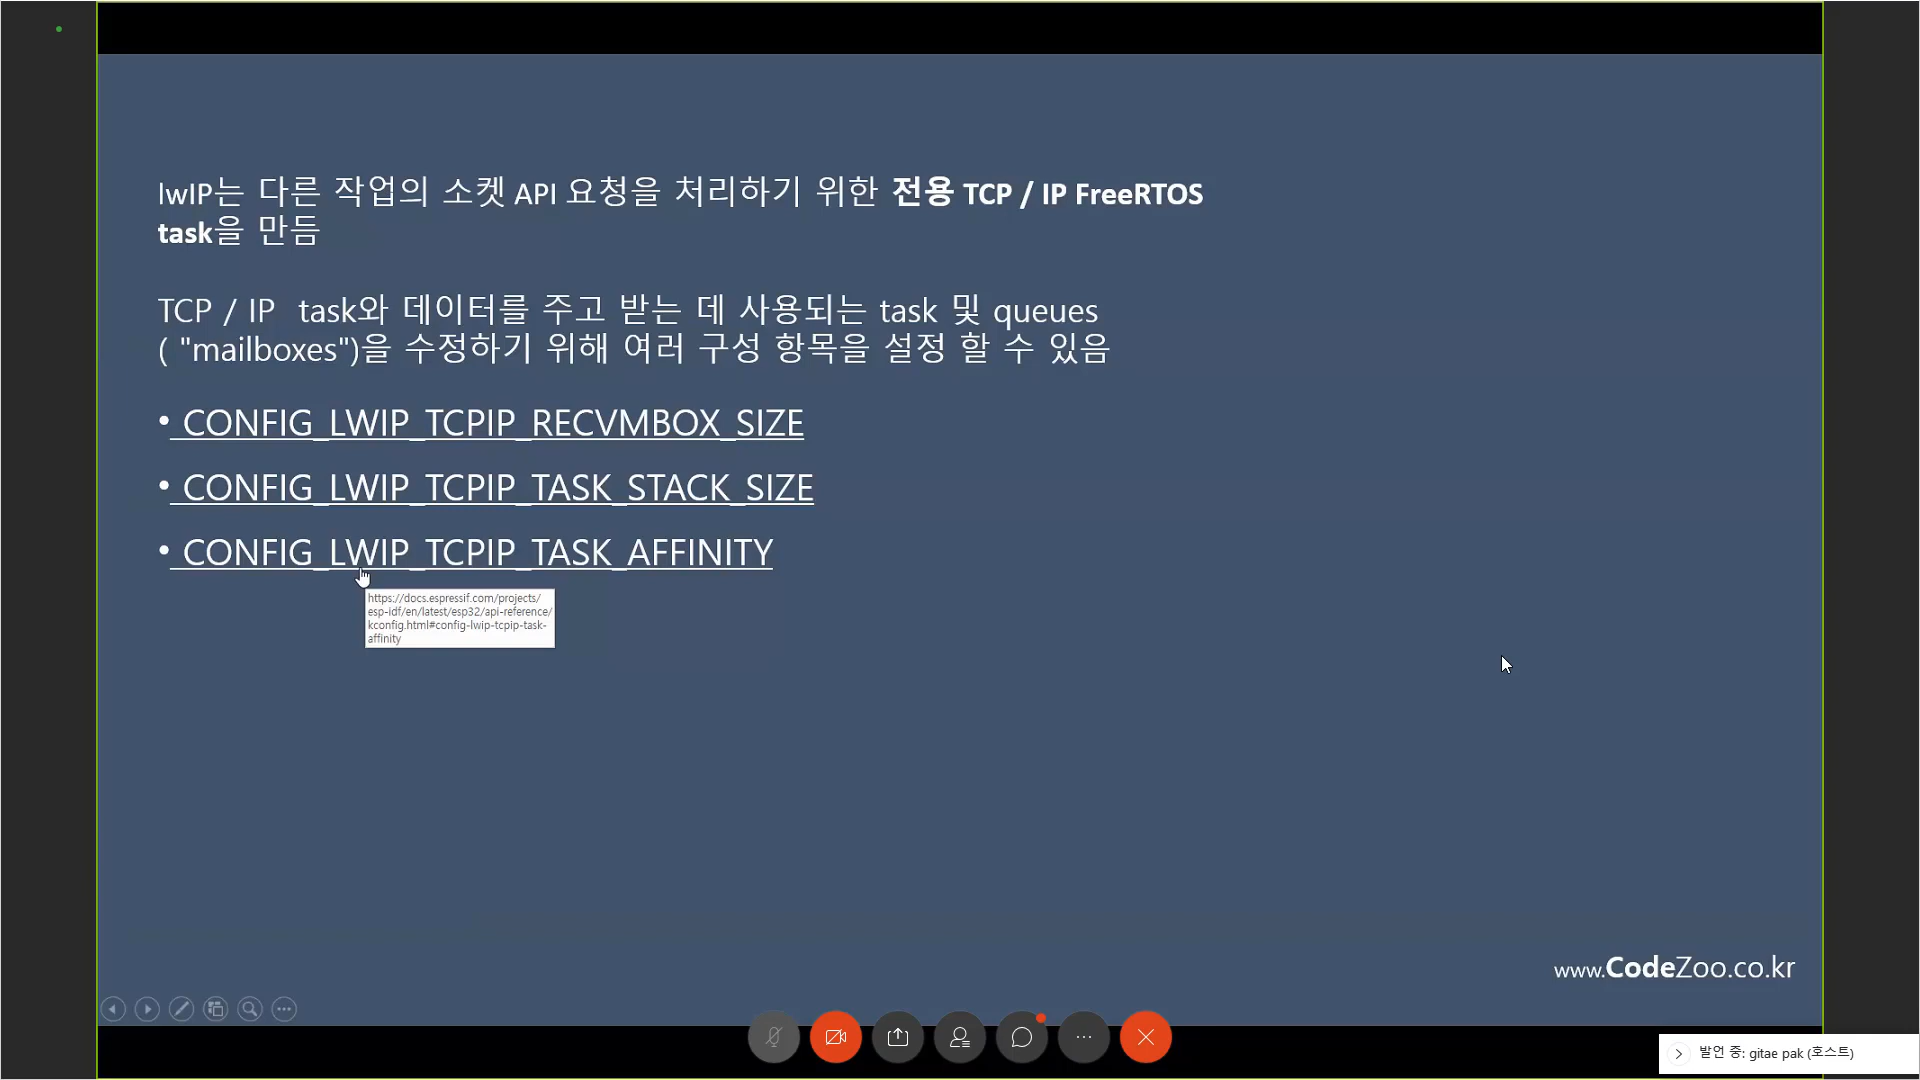 lwIP는 다른 작업의 소켓 API 요청을 처리하기 위한 전용 TCP / IP FreeRTOS
task을 만듬
TCP / IP  task와 데이터를 주고 받는 데 사용되는 task 및 queues
( "mailboxes")을 수정하기 위해 여러 구성 항목을 설정 할 수 있음
• CONFIG_LWIP_TCPIP_RECVMBOX_SIZE
• CONFIG_LWIP_TCPIP_TASK_STACK_SIZE
• CONFIG_LWIP_TCPIP_TASK_AFFINITY
https://docs.espressif.com/projects/
esp-idf/en/latest/esp32/api-reference/
kconfig.html#config-lwip-tcpip-task-
affinity
www.CodeZoo.co.kr
발언 중: gitae pak (호스트)